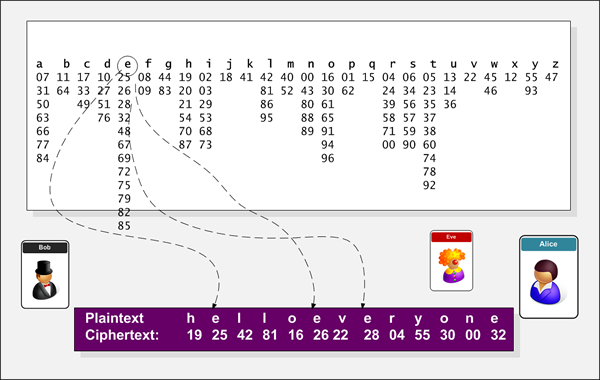 a b c d e f g h i j k l m n o p q r s t u v w x y z
07 11 17 10 25 08 44 19 02 18 41 42 40 00 16 01 15 04 06 05 13 22 45 12 55 47
31 64 33 27 26 09 83 20 03 81 52 43 30 62 24 34 23 14 46 93
50 49 51 28 21 29 86 80 61 39 56 35 36
63 76 32 54 53 95 88 65 58 57 37
66 48 70 68 89 91 71 59 38
77 67 87 73 94 00 90 60
84 69 96 74
72 78
75 92
79
82
85
Bob
Eve
Alice
Plaintext h e l l o e v e r y o n e
Ciphertext: 19 25 42 81 16 26 22 28 04 55 30 00 32